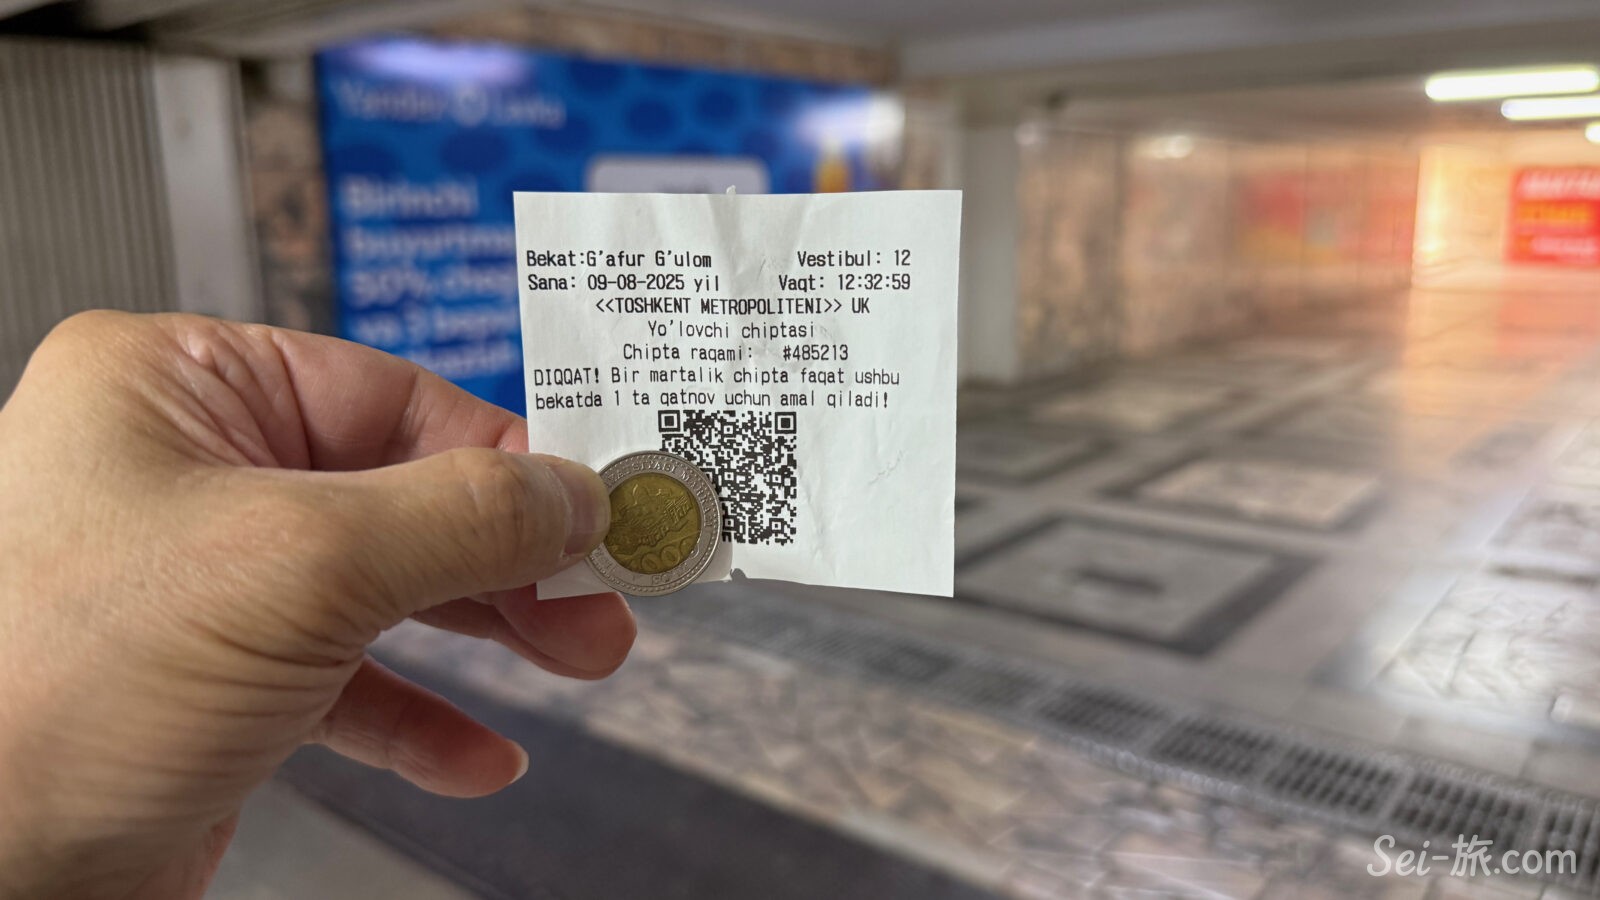 Bekat:G'afur G'ulom Vestibul: 12
Sana: 09-08-2025 yil Vaqt: 12:32:59
<<TOSHKENT METROPOLITENI>> UK
Yo'lovchi chiptasi
Chipta raqami: #485213
DIQQAT! Bir martalik chipta faqat ushbu
bekatda 1 ta qatnov uchun amal qiladi!
Birinchi
Sei-旅.com